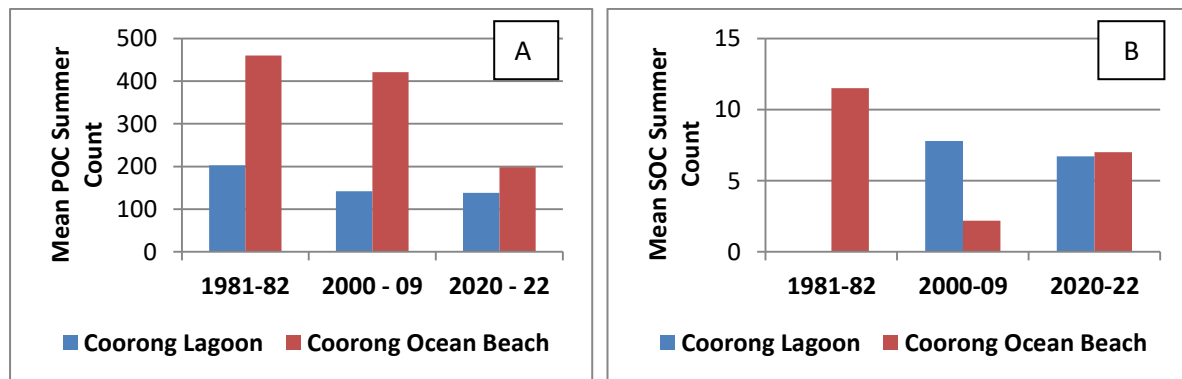 A
Mean POC Summer
Count
500
400
300
200
100
0
1981-82 2000 - 09 2020 - 22
Coorong Lagoon Coorong Ocean Beach
B
Mean SOC Summer
Count
15
10
5
0
1981-82 2000-09 2020-22
Coorong Lagoon Coorong Ocean Beach